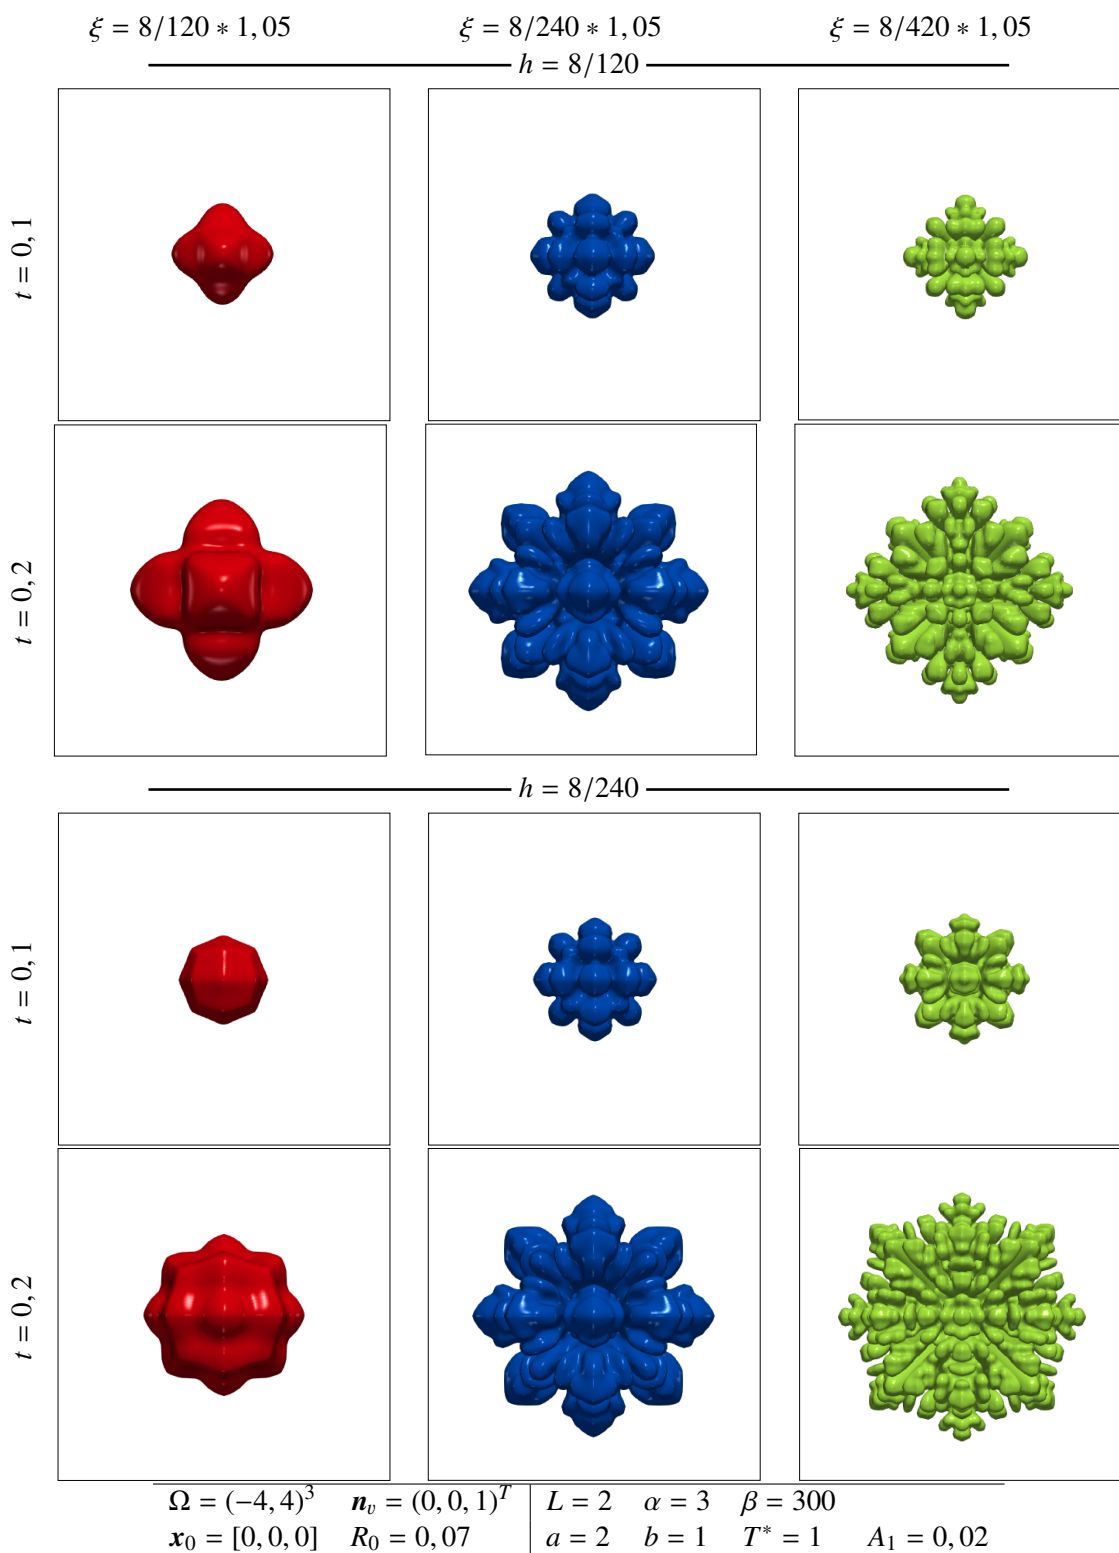 ξ = 8/120 * 1, 05 ξ = 8/240 * 1, 05 ξ = 8/420 * 1, 05
h = 8/120
t = 0, 1
t = 0, 2
h = 8/240
t = 0, 1
t = 0, 2
Ω = (−4, 4)³ n_v = (0, 0, 1)^T L = 2 α = 3 β = 300
x₀ = [0, 0, 0] R₀ = 0, 07 a = 2 b = 1 T* = 1 A₁ = 0, 02